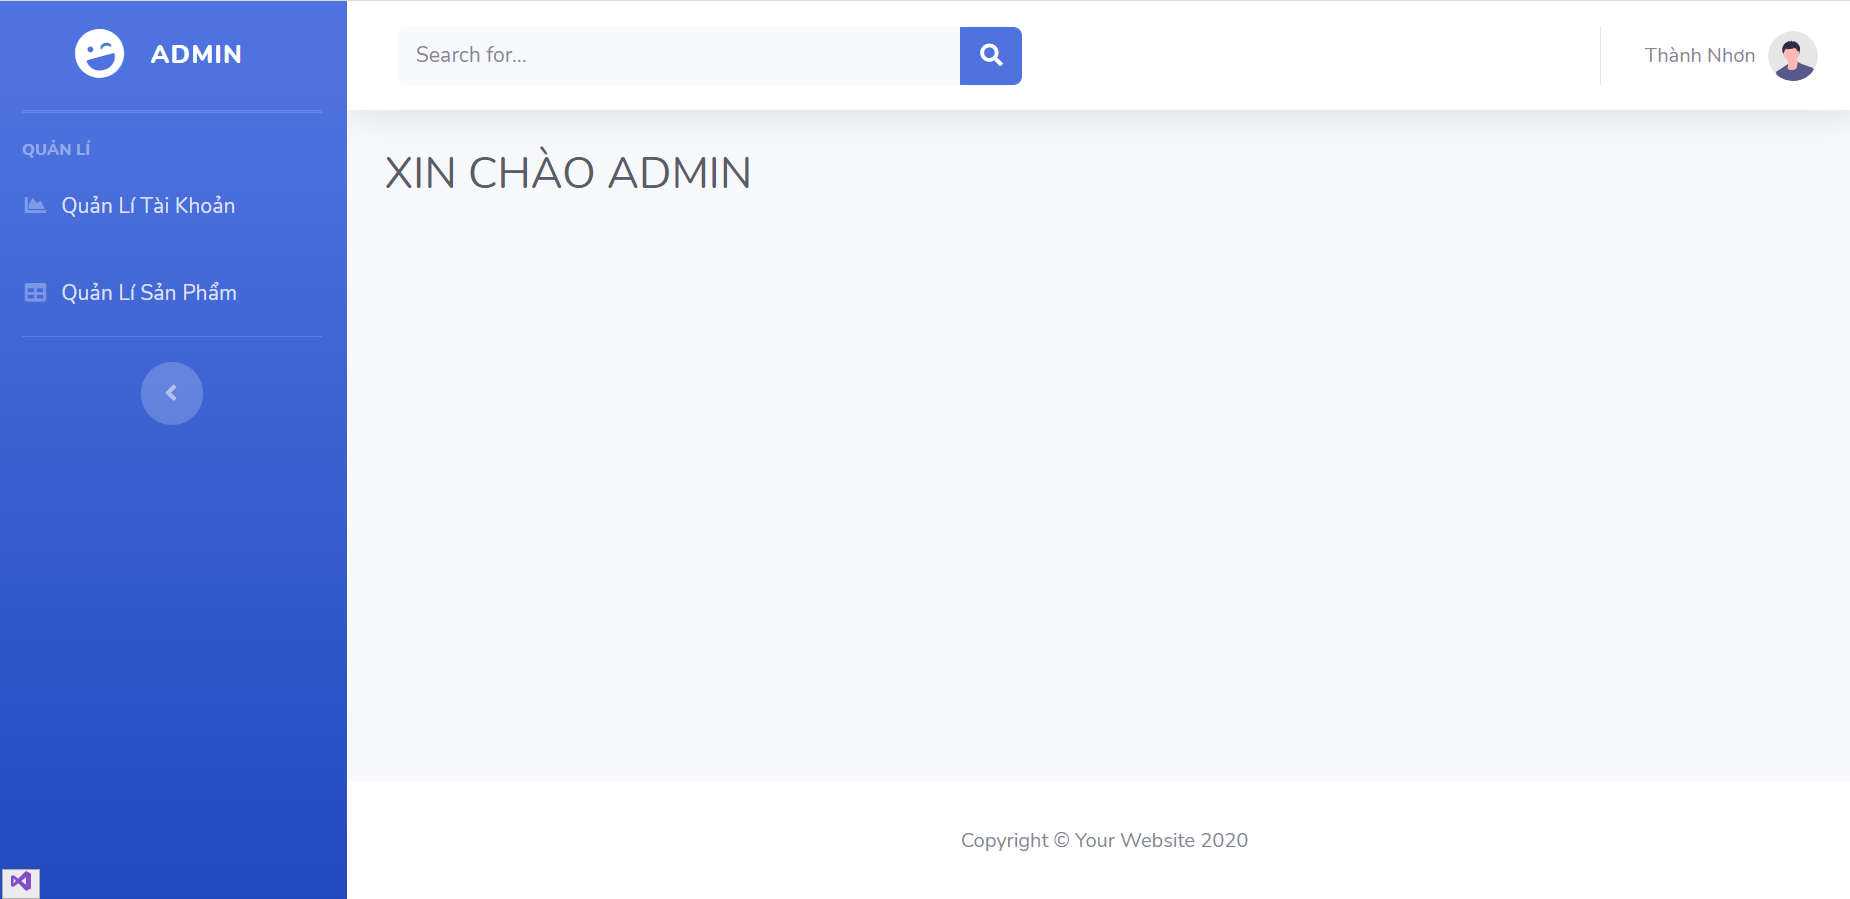 ADMIN
Search for...
Thành Nhơn
QUẢN LÍ
Quản Lí Tài Khoản
Quản Lí Sản Phẩm
XIN CHÀO ADMIN
Copyright © Your Website 2020